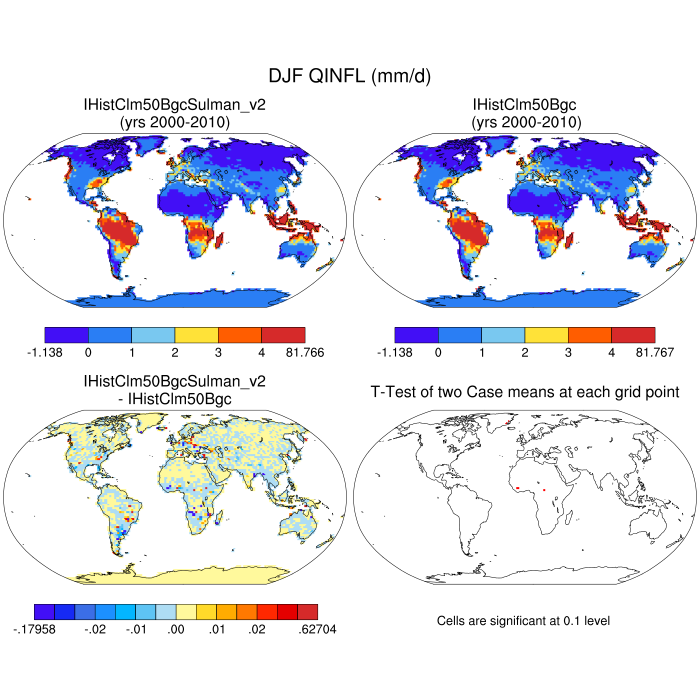 DJF QINFL (mm/d)
IHistClm50BgcSulman_v2
(yrs 2000-2010)
IHistClm50Bgc
(yrs 2000-2010)
-1.138 0 1 2 3 4 81.766
-1.138 0 1 2 3 4 81.767
IHistClm50BgcSulman_v2
- IHistClm50Bgc
T-Test of two Case means at each grid point
-.17958 -.02 -.01 .00 .01 .02 .62704
Cells are significant at 0.1 level